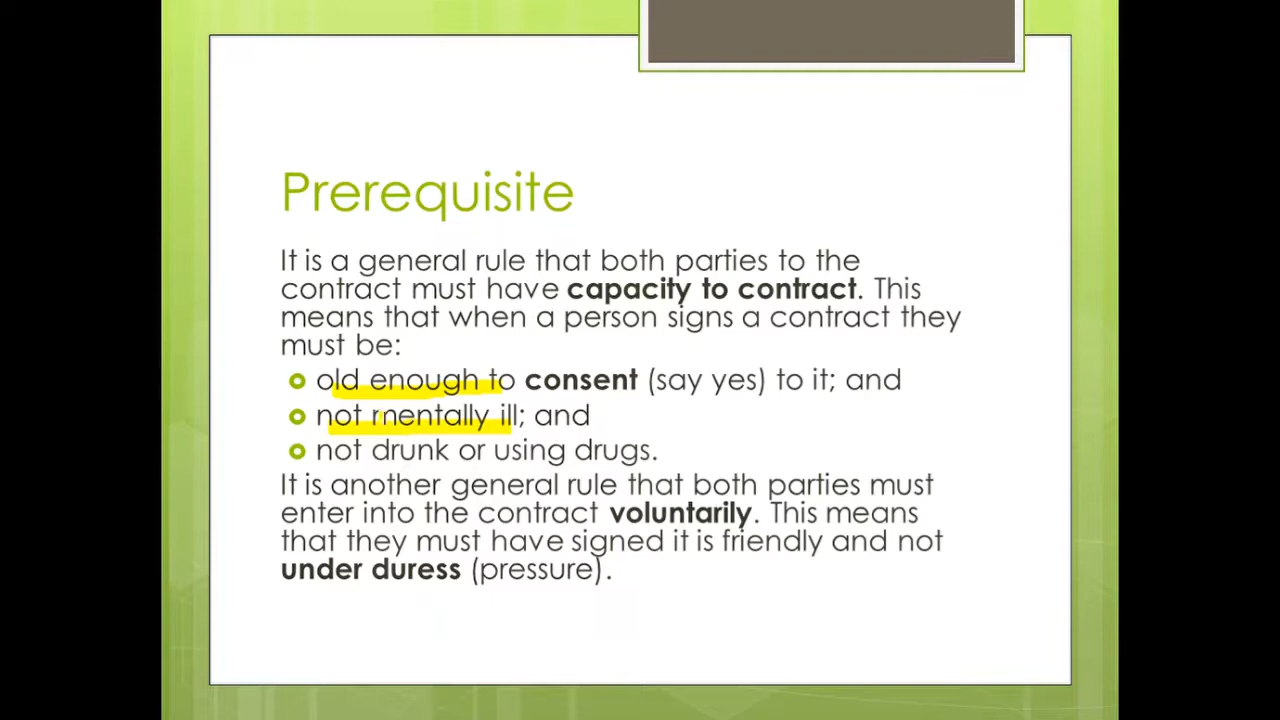 Prerequisite
It is a general rule that both parties to the
contract must have capacity to contract. This
means that when a person signs a contract they
must be:
old enough to consent (say yes) to it; and
not mentally ill; and
not drunk or using drugs.
It is another general rule that both parties must
enter into the contract voluntarily. This means
that they must have signed it is friendly and not
under duress (pressure).